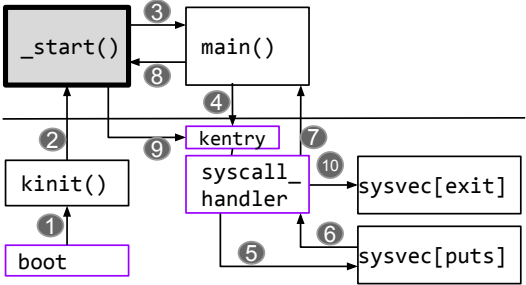 3
_start()
main()
8
4
2
9
kentry
7
kinit()
syscall_
handler
10
sysvec[exit]
1
6
5
boot
sysvec[puts]